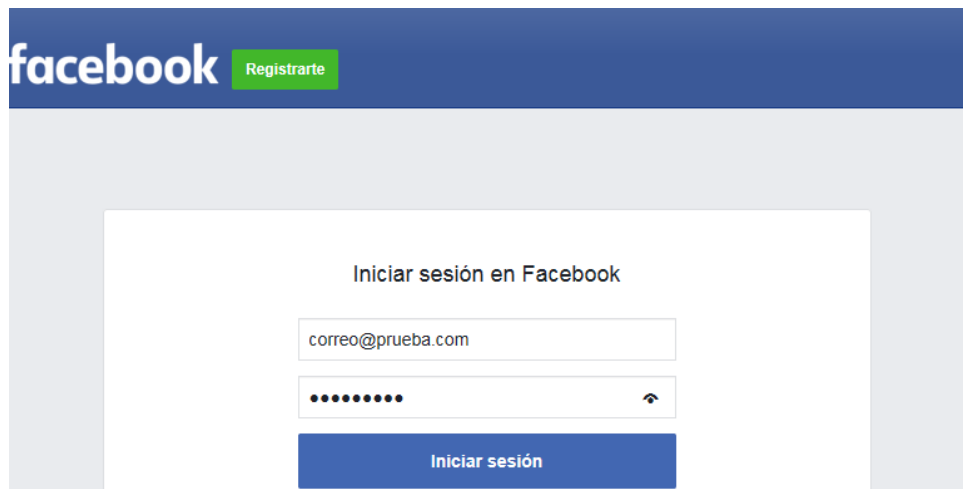 facebook Registrarte
Iniciar sesión en Facebook
correo@prueba.com
•••••••••
Iniciar sesión